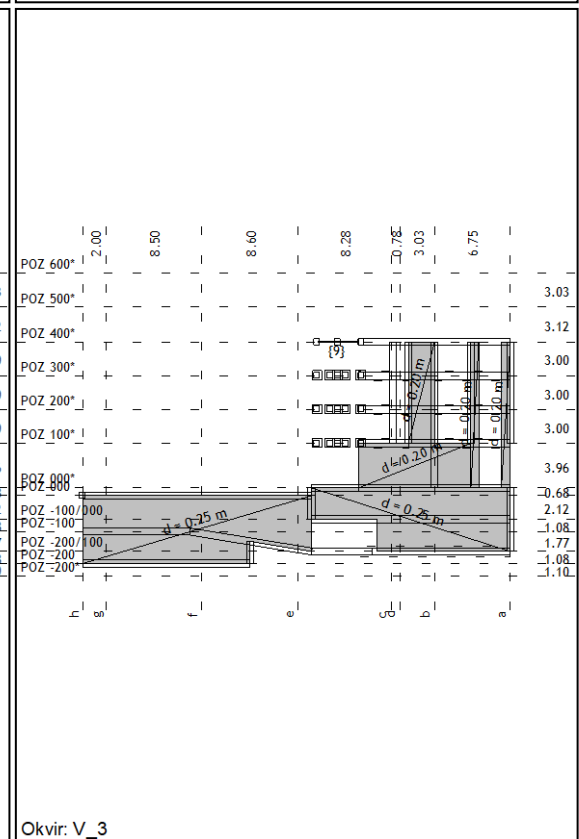 2.00
8.50
8.60
8.28
0.78
3.03
6.75
POZ 600*
POZ 500*
3.03
POZ 400*
3.12
{9}
POZ 300*
3.00
POZ 200*
3.00
POZ 100*
3.00
d = 0.20 m
d = 0.20 m
d = 0.20 m
3.96
d = 0.20 m
POZ 000*
POZ 000
0.68
POZ -100/000
2.12
d = 0.25 m
d = 0.25 m
POZ -100
1.08
POZ -200/100
1.77
POZ -200
1.08
POZ -200*
1.10
h
g
f
e
c
d
b
a
Okvir: V_3